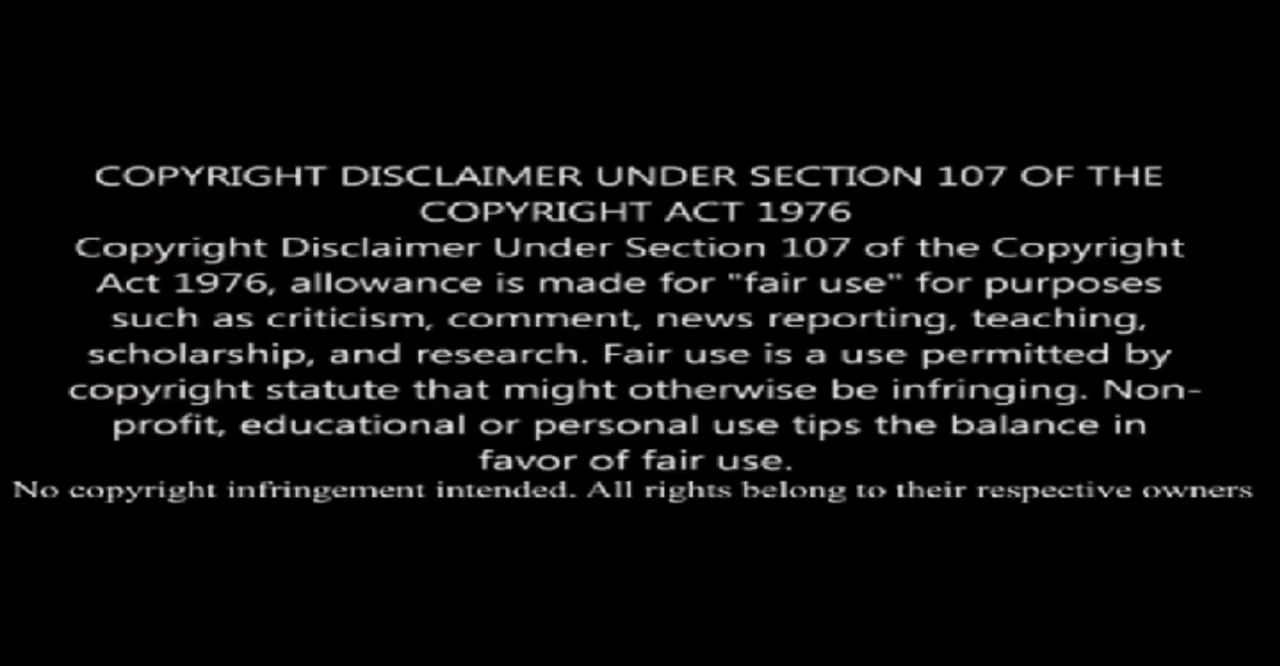 COPYRIGHT DISCLAIMER UNDER SECTION 107 OF THE
COPYRIGHT ACT 1976
Copyright Disclaimer Under Section 107 of the Copyright
Act 1976, allowance is made for "fair use" for purposes
such as criticism, comment, news reporting, teaching,
scholarship, and research. Fair use is a use permitted by
copyright statute that might otherwise be infringing. Non-
profit, educational or personal use tips the balance in
favor of fair use.
No copyright infringement intended. All rights belong to their respective owners